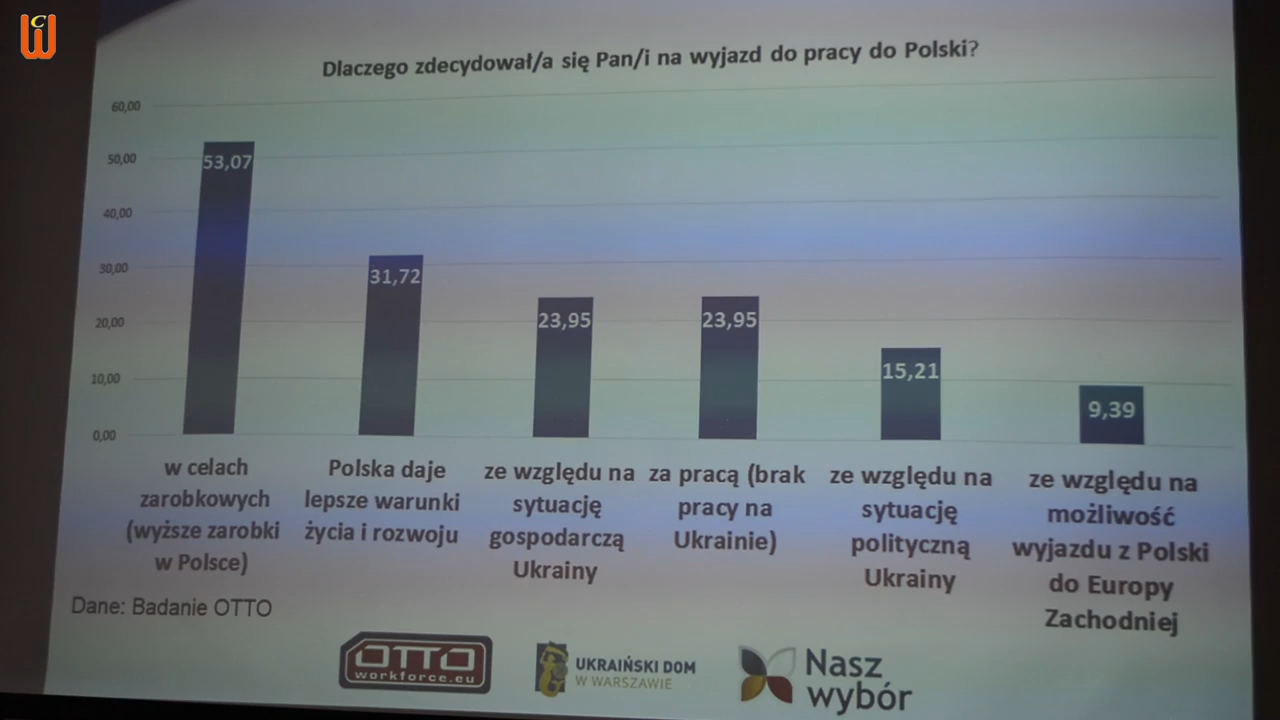 Dlaczego zdecydował/a się Pan/i na wyjazd do pracy do Polski?
60,00
50,00
40,00
30,00
20,00
10,00
0,00
53,07
31,72
23,95
23,95
15,21
9,39
w celach
zarobkowych
(wyższe zarobki
w Polsce)
Polska daje
lepsze warunki
życia i rozwoju
ze względu na
sytuację
gospodarczą
Ukrainy
za pracą (brak
pracy na
Ukrainie)
ze względu na
sytuację
polityczną
Ukrainy
ze względu na
możliwość
wyjazdu z Polski
do Europy
Zachodniej
Dane: Badanie OTTO
OTTO
workforce.eu
UKRAIŃSKI DOM
W WARSZAWIE
Nasz
wybór